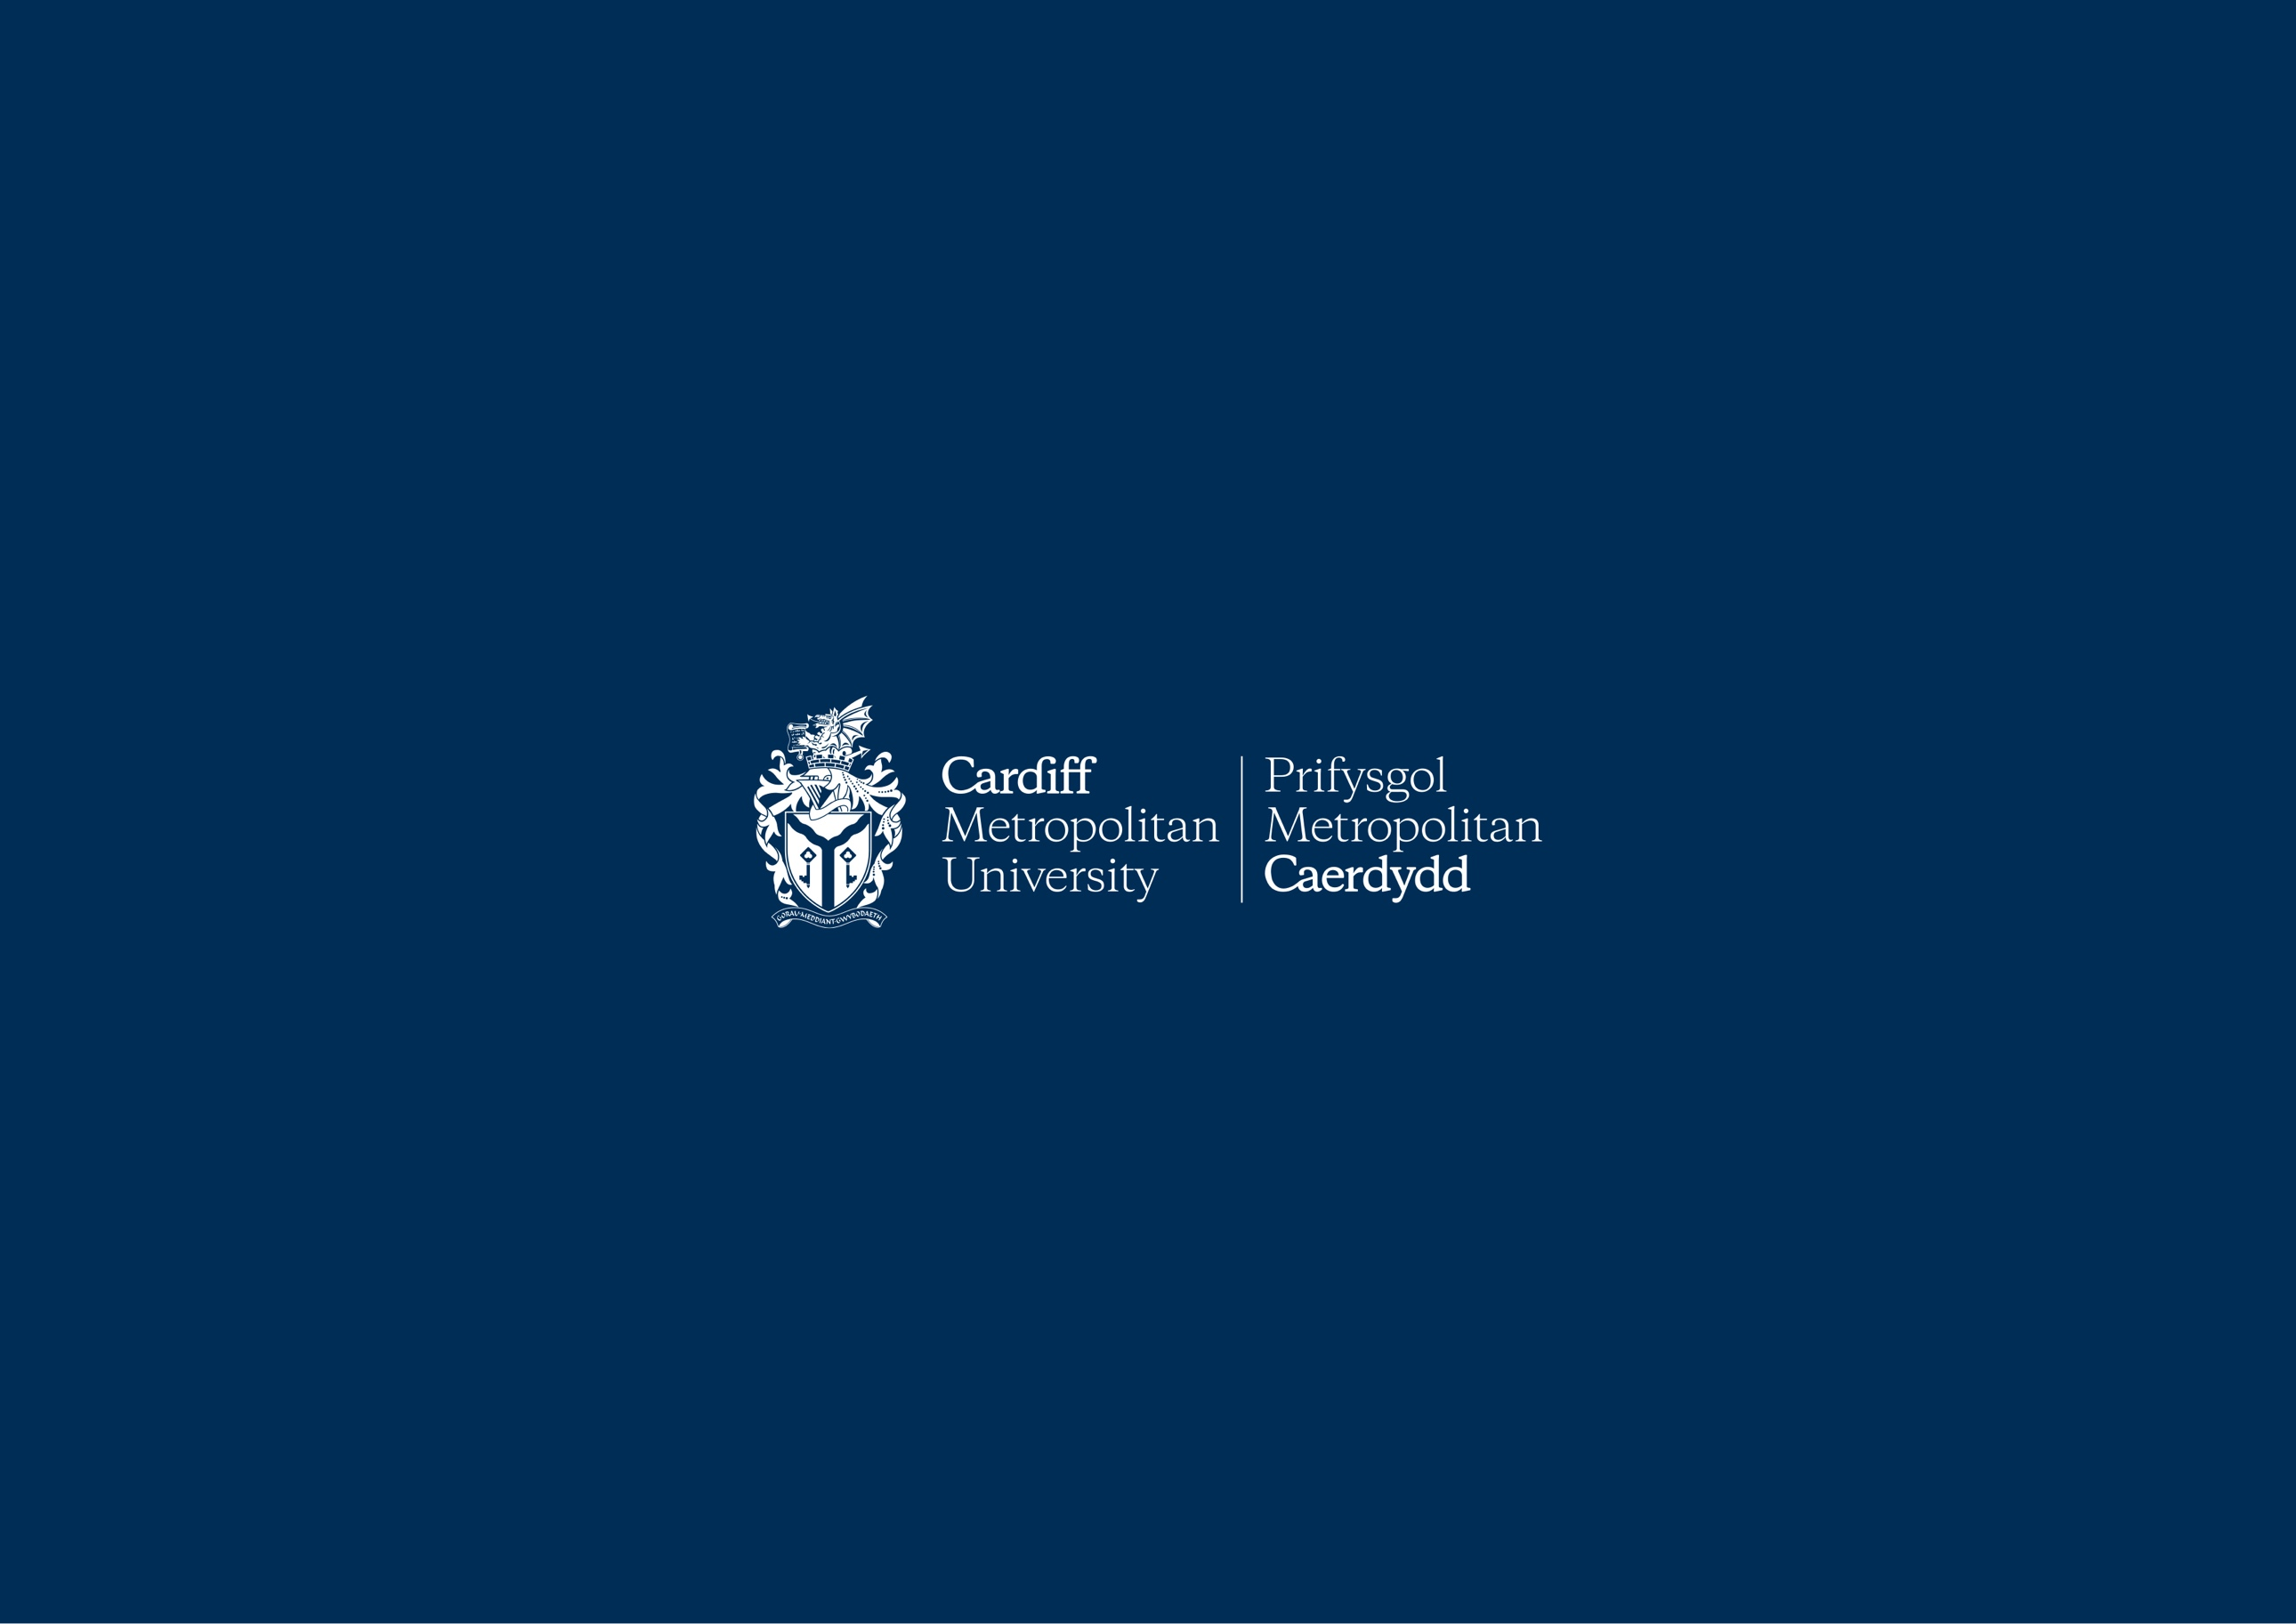 Cardiff
Metropolitan
University
Prifysgol
Metropolitan
Caerdydd
GORAU·MEDDIANT·GWYBODAETH